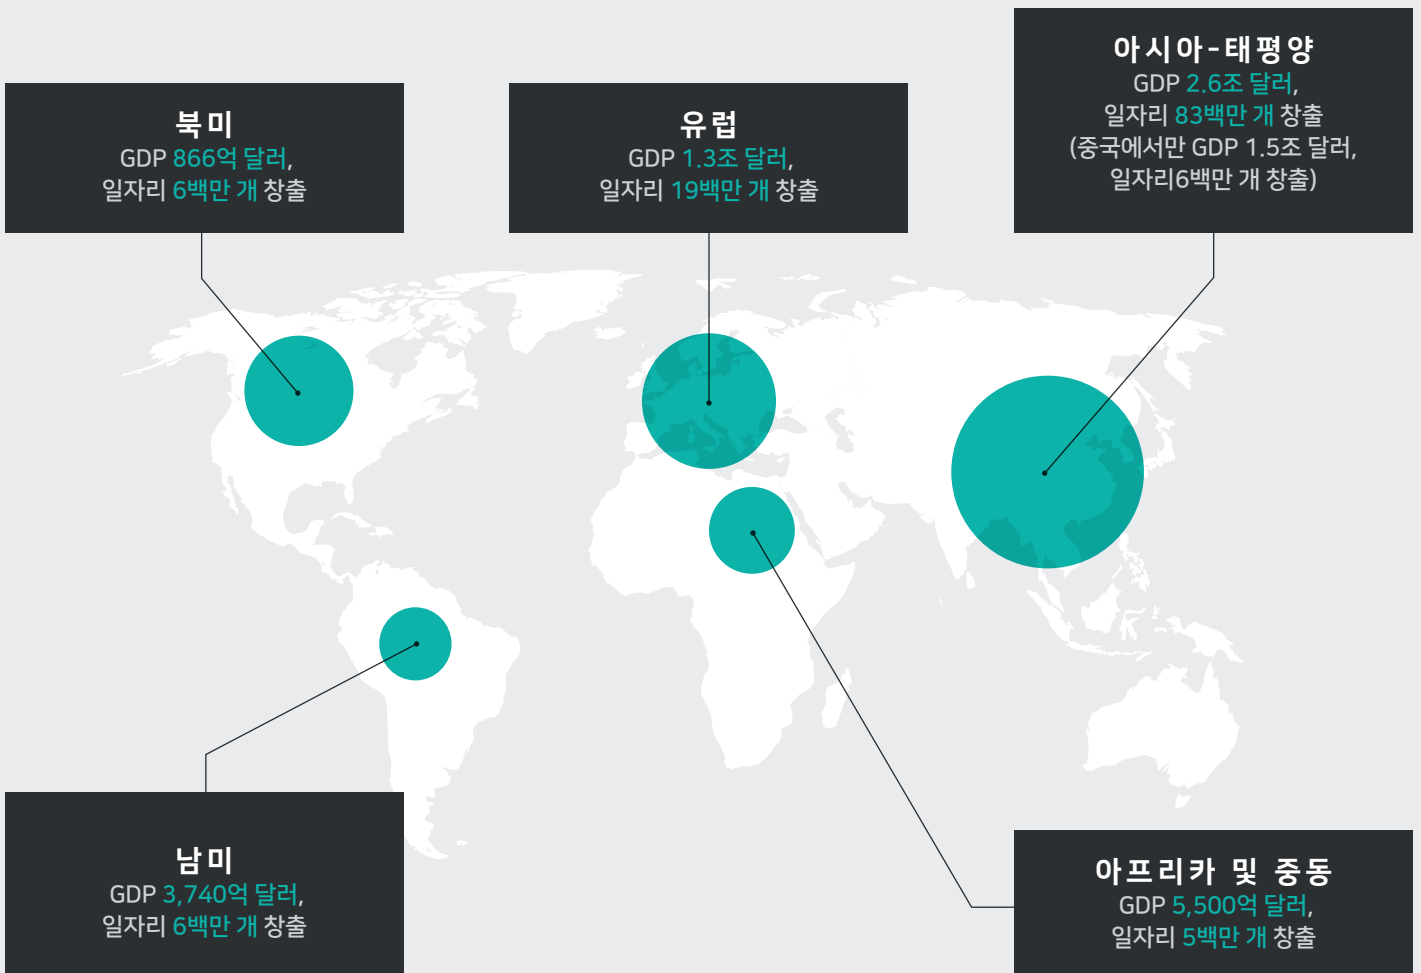 북미
GDP 866억 달러,
일자리 6백만 개 창출
유럽
GDP 1.3조 달러,
일자리 19백만 개 창출
아시아-태평양
GDP 2.6조 달러,
일자리 83백만 개 창출
(중국에서만 GDP 1.5조 달러,
일자리6백만 개 창출)
남미
GDP 3,740억 달러,
일자리 6백만 개 창출
아프리카 및 중동
GDP 5,500억 달러,
일자리 5백만 개 창출